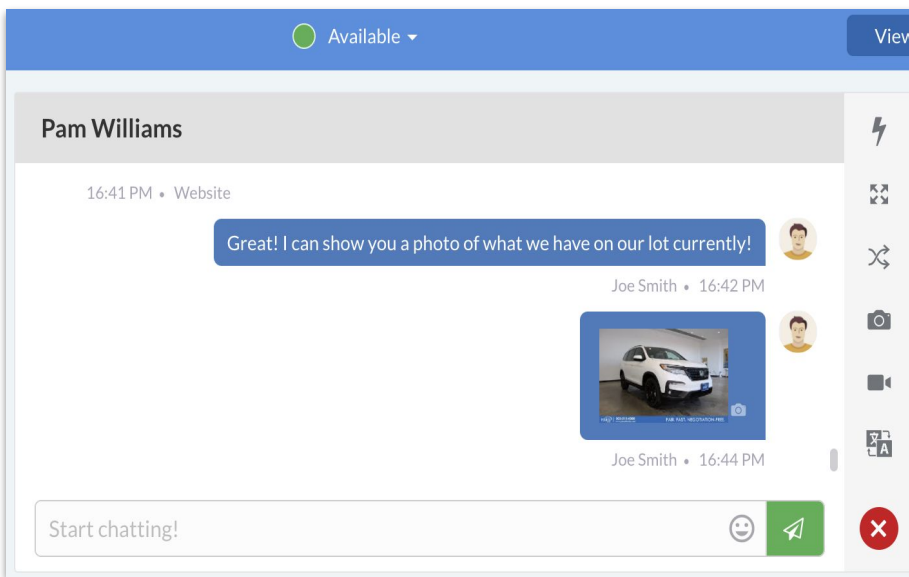 Available
View
Pam Williams
16:41 PM • Website
Great! I can show you a photo of what we have on our lot currently!
Joe Smith • 16:42 PM
Joe Smith • 16:44 PM
Start chatting!